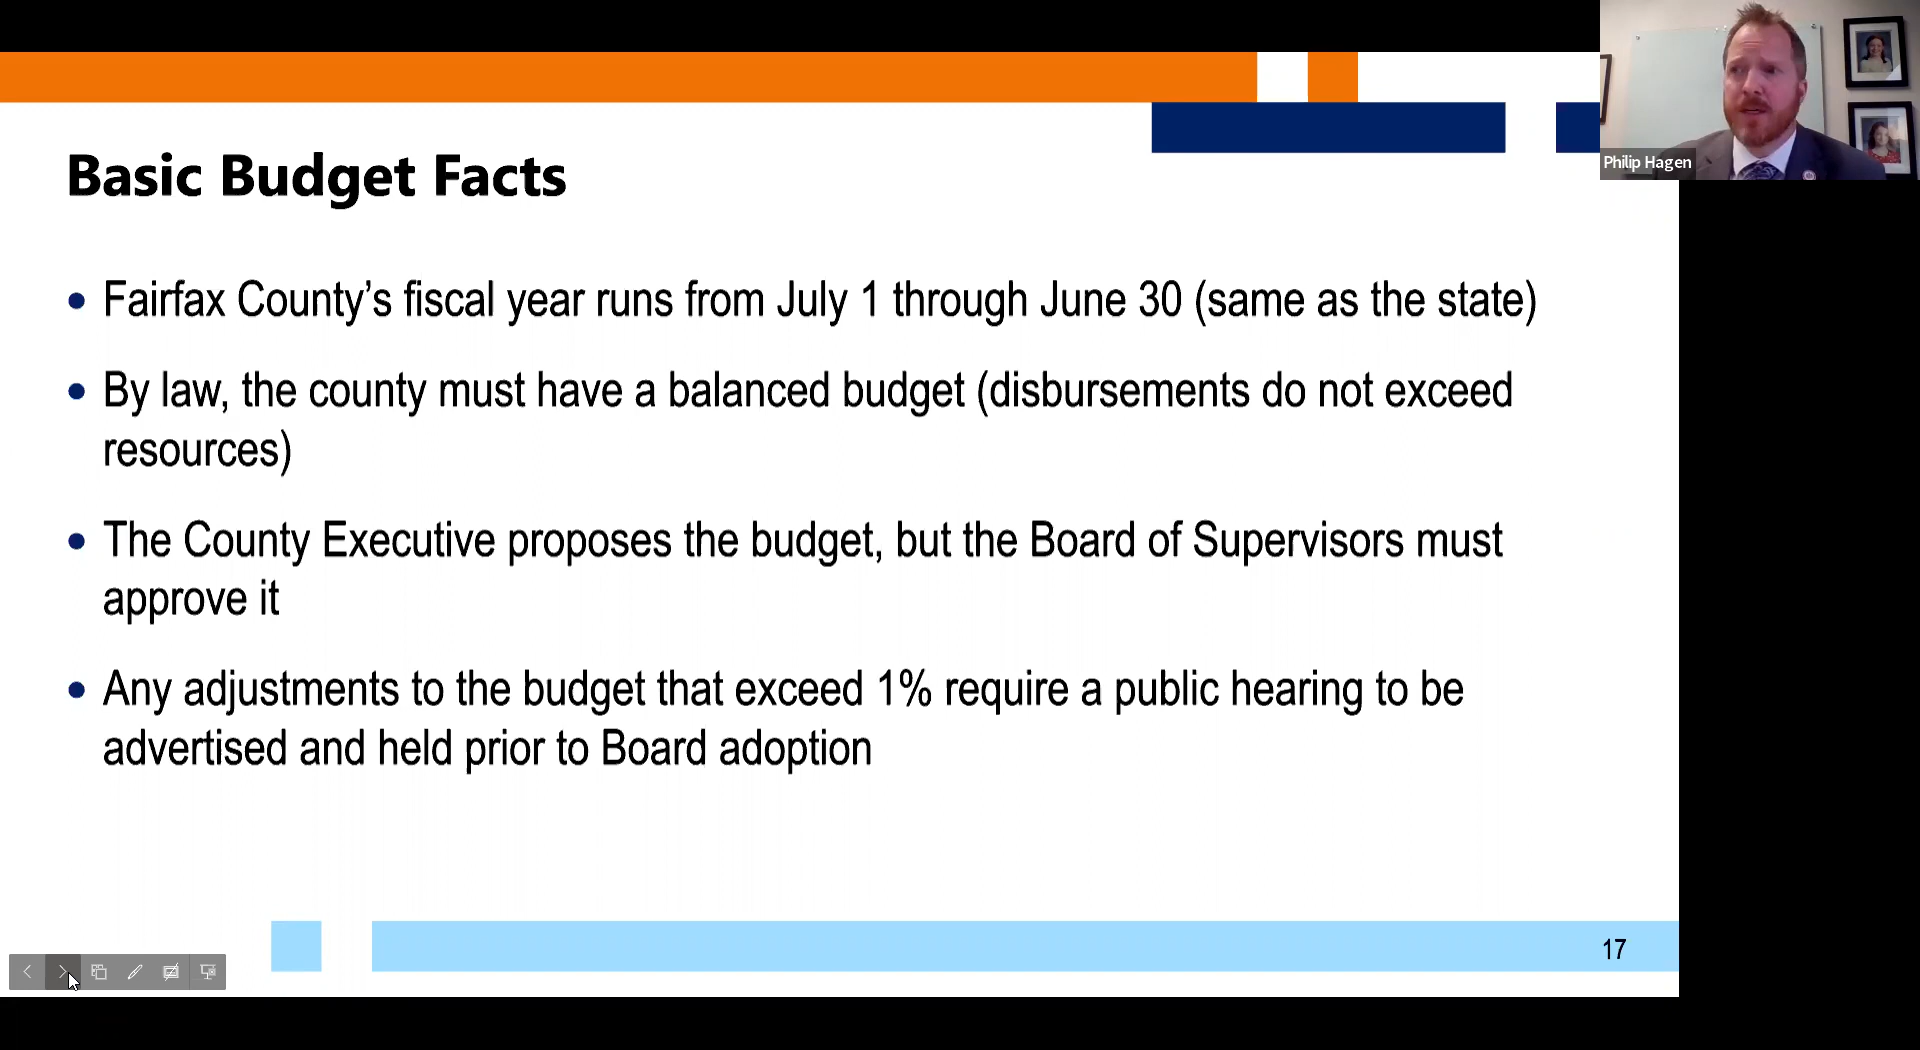 Basic Budget Facts
Philip Hagen
• Fairfax County’s fiscal year runs from July 1 through June 30 (same as the state)
• By law, the county must have a balanced budget (disbursements do not exceed
resources)
• The County Executive proposes the budget, but the Board of Supervisors must
approve it
• Any adjustments to the budget that exceed 1% require a public hearing to be
advertised and held prior to Board adoption
17